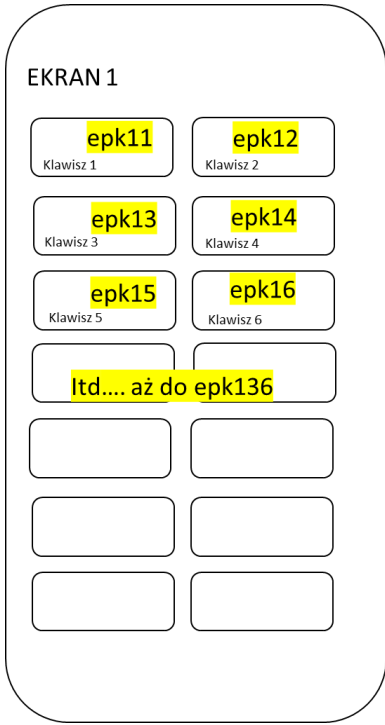 EKRAN 1
epk11
Klawisz 1
epk12
Klawisz 2
epk13
Klawisz 3
epk14
Klawisz 4
epk15
Klawisz 5
epk16
Klawisz 6
Itd.... aż do epk136